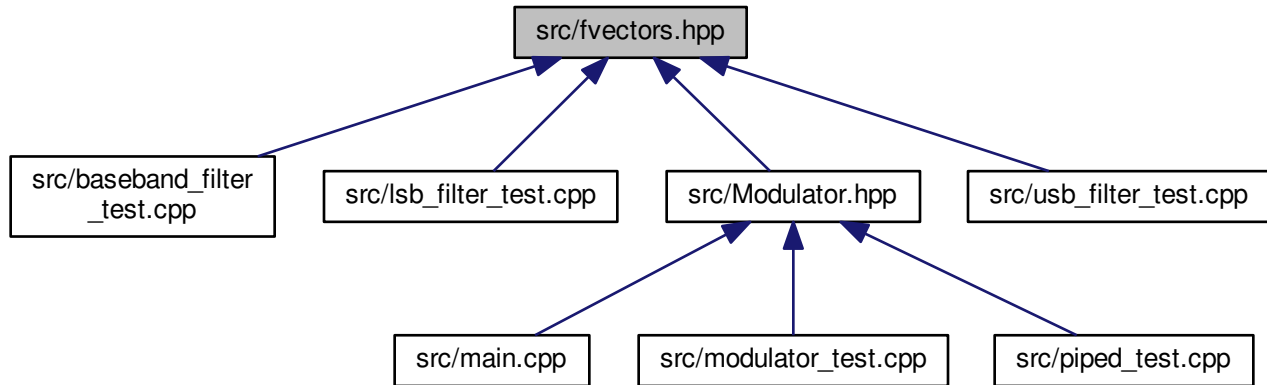 src/fvectors.hpp
src/baseband_filter
_test.cpp
src/lsb_filter_test.cpp
src/Modulator.hpp
src/usb_filter_test.cpp
src/main.cpp
src/modulator_test.cpp
src/piped_test.cpp